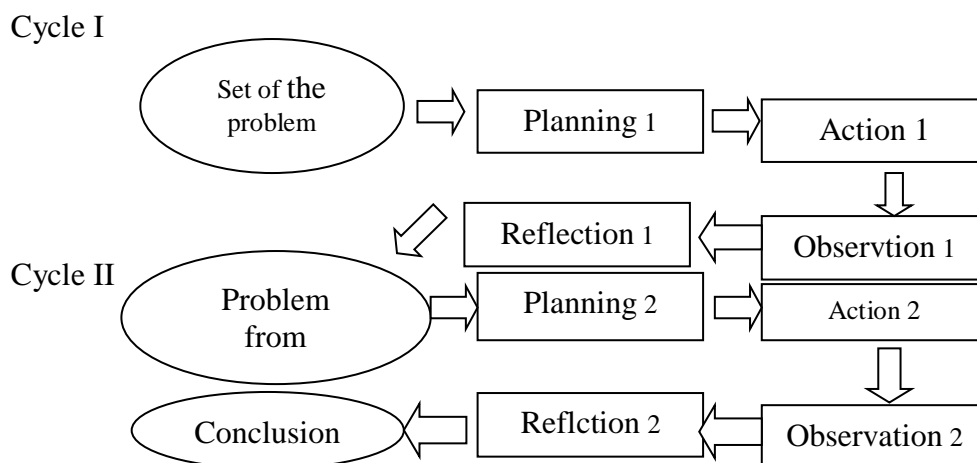 Cycle I
Set of the
problem
Planning 1
Action 1
Reflection 1
Observtion 1
Cycle II
Problem
from
Planning 2
Action 2
Conclusion
Reflction 2
Observation 2